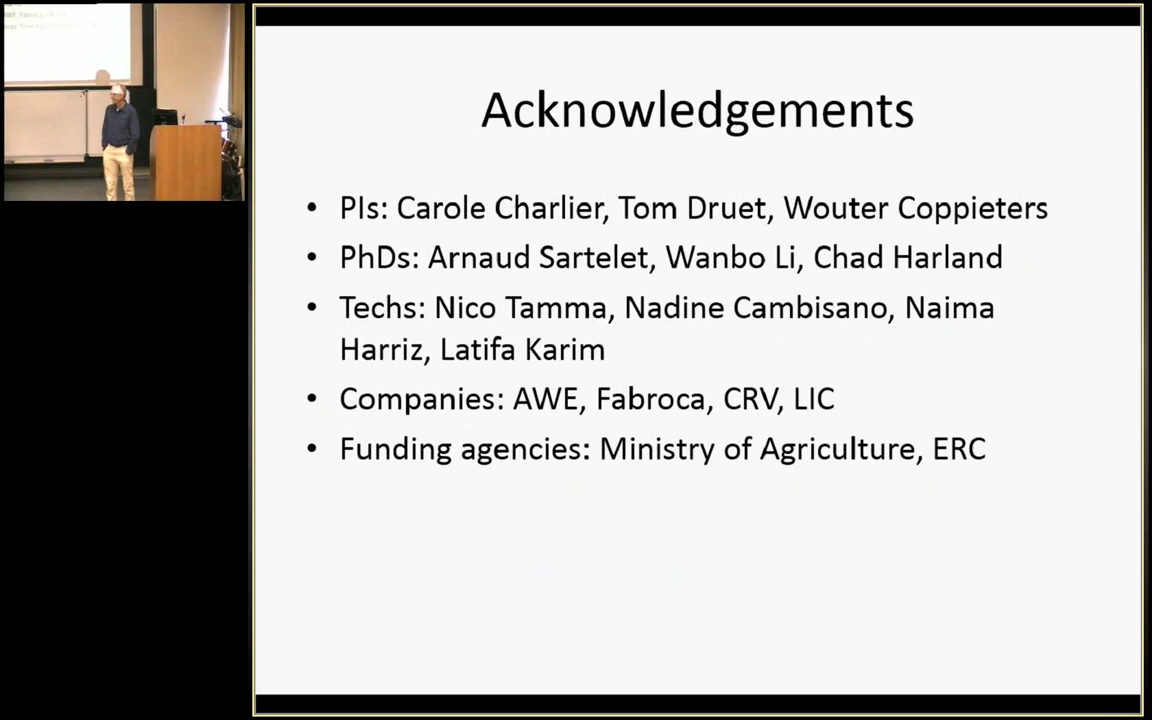 Acknowledgements
• PIs: Carole Charlier, Tom Druet, Wouter Coppieters
• PhDs: Arnaud Sartelet, Wanbo Li, Chad Harland
• Techs: Nico Tamma, Nadine Cambisano, Naima
Harriz, Latifa Karim
• Companies: AWE, Fabroca, CRV, LIC
• Funding agencies: Ministry of Agriculture, ERC